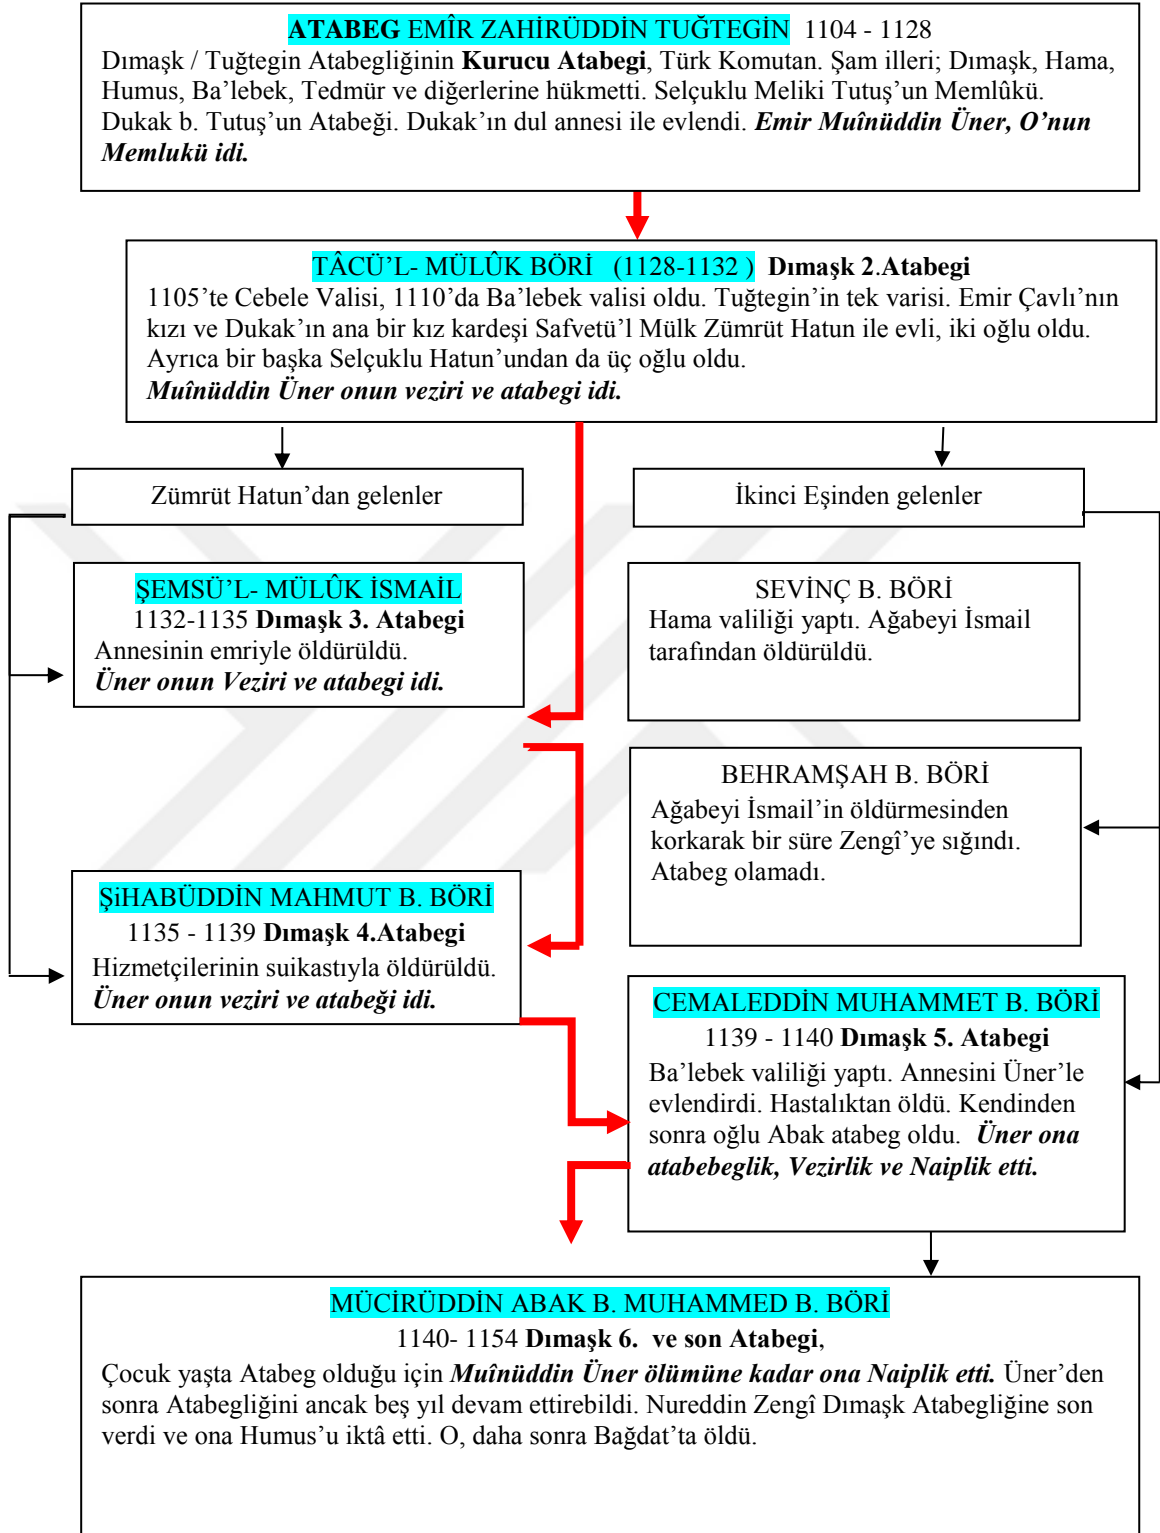 ATABEG EMÎR ZAHİRÜDDİN TUĞTEGİN 1104 - 1128
Dımaşk / Tuğtegin Atabegliğinin Kurucu Atabegi, Türk Komutan. Şam illeri; Dımaşk, Hama,
Humus, Ba’lebek, Tedmür ve diğerlerine hükmetti. Selçuklu Meliki Tutuş’un Memlûkü.
Dukak b. Tutuş’un Atabeği. Dukak’ın dul annesi ile evlendi. Emir Muînüddin Üner, O’nun
Memlukü idi.
TÂCÜ’L- MÜLÛK BÖRİ (1128-1132 ) Dımaşk 2.Atabegi
1105’te Cebele Valisi, 1110’da Ba’lebek valisi oldu. Tuğtegin’in tek varisi. Emir Çavlı’nın
kızı ve Dukak’ın ana bir kız kardeşi Safvetü’l Mülk Zümrüt Hatun ile evli, iki oğlu oldu.
Ayrıca bir başka Selçuklu Hatun’undan da üç oğlu oldu.
Muînüddin Üner onun veziri ve atabegi idi.
Zümrüt Hatun’dan gelenler
İkinci Eşinden gelenler
ŞEMSÜ’L- MÜLÛK İSMAİL
1132-1135 Dımaşk 3. Atabegi
Annesinin emriyle öldürüldü.
Üner onun Veziri ve atabegi idi.
SEVİNÇ B. BÖRİ
Hama valiliği yaptı. Ağabeyi İsmail
tarafından öldürüldü.
BEHRAMŞAH B. BÖRİ
Ağabeyi İsmail’in öldürmesinden
korkarak bir süre Zengî’ye sığındı.
Atabeg olamadı.
ŞiHABÜDDİN MAHMUT B. BÖRİ
1135 - 1139 Dımaşk 4.Atabegi
Hizmetçilerinin suikastıyla öldürüldü.
Üner onun veziri ve atabeği idi.
CEMALEDDİN MUHAMMET B. BÖRİ
1139 - 1140 Dımaşk 5. Atabegi
Ba’lebek valiliği yaptı. Annesini Üner’le
evlendirdi. Hastalıktan öldü. Kendinden
sonra oğlu Abak atabeg oldu. Üner ona
atabebeglik, Vezirlik ve Naiplik etti.
MÜCİRÜDDİN ABAK B. MUHAMMED B. BÖRİ
1140- 1154 Dımaşk 6. ve son Atabegi,
Çocuk yaşta Atabeg olduğu için Muînüddin Üner ölümüne kadar ona Naiplik etti. Üner’den
sonra Atabegliğini ancak beş yıl devam ettirebildi. Nureddin Zengî Dımaşk Atabegliğine son
verdi ve ona Humus’u iktâ etti. O, daha sonra Bağdat’ta öldü.